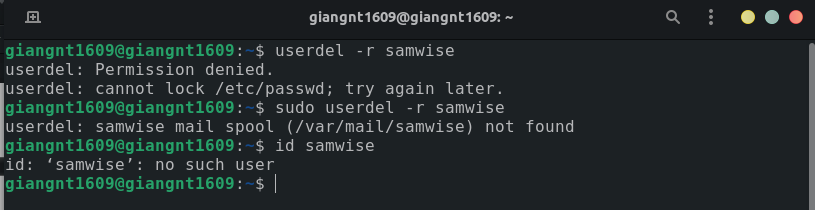 giangnt1609@giangnt1609: ~
giangnt1609@giangnt1609:~$ userdel -r samwise
userdel: Permission denied.
userdel: cannot lock /etc/passwd; try again later.
giangnt1609@giangnt1609:~$ sudo userdel -r samwise
userdel: samwise mail spool (/var/mail/samwise) not found
giangnt1609@giangnt1609:~$ id samwise
id: ‘samwise’: no such user
giangnt1609@giangnt1609:~$